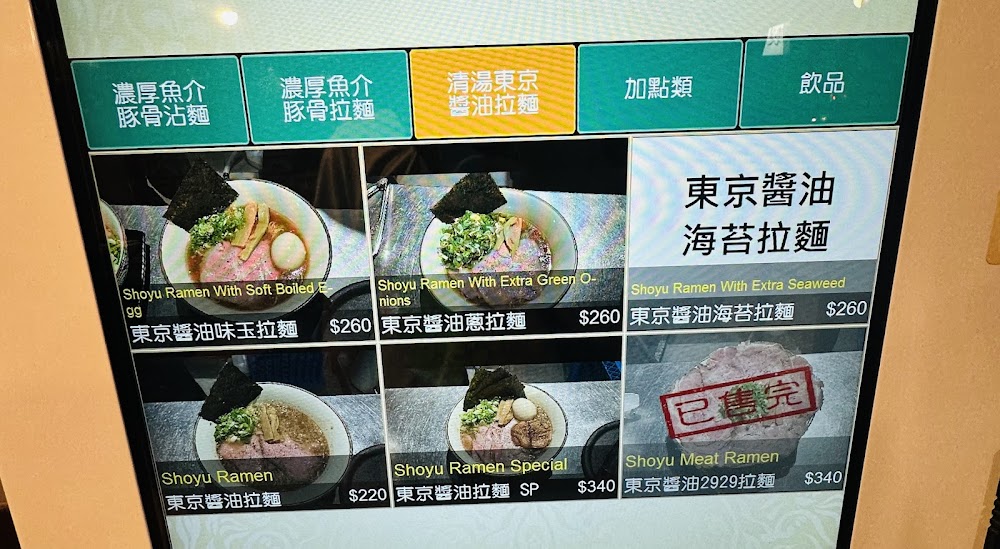 濃厚魚介
豚骨沾麵
濃厚魚介
豚骨拉麵
清湯東京
醬油拉麵
加點類
飲品
Shoyu Ramen With Soft Boiled E-
gg
東京醬油味玉拉麵 $260
Shoyu Ramen With Extra Green O-
nions
東京醬油蔥拉麵 $260
東京醬油
海苔拉麵
Shoyu Ramen With Extra Seaweed
東京醬油海苔拉麵 $260
Shoyu Ramen
東京醬油拉麵 $220
Shoyu Ramen Special
東京醬油拉麵 SP $340
已售完
Shoyu Meat Ramen
東京醬油2929拉麵 $340